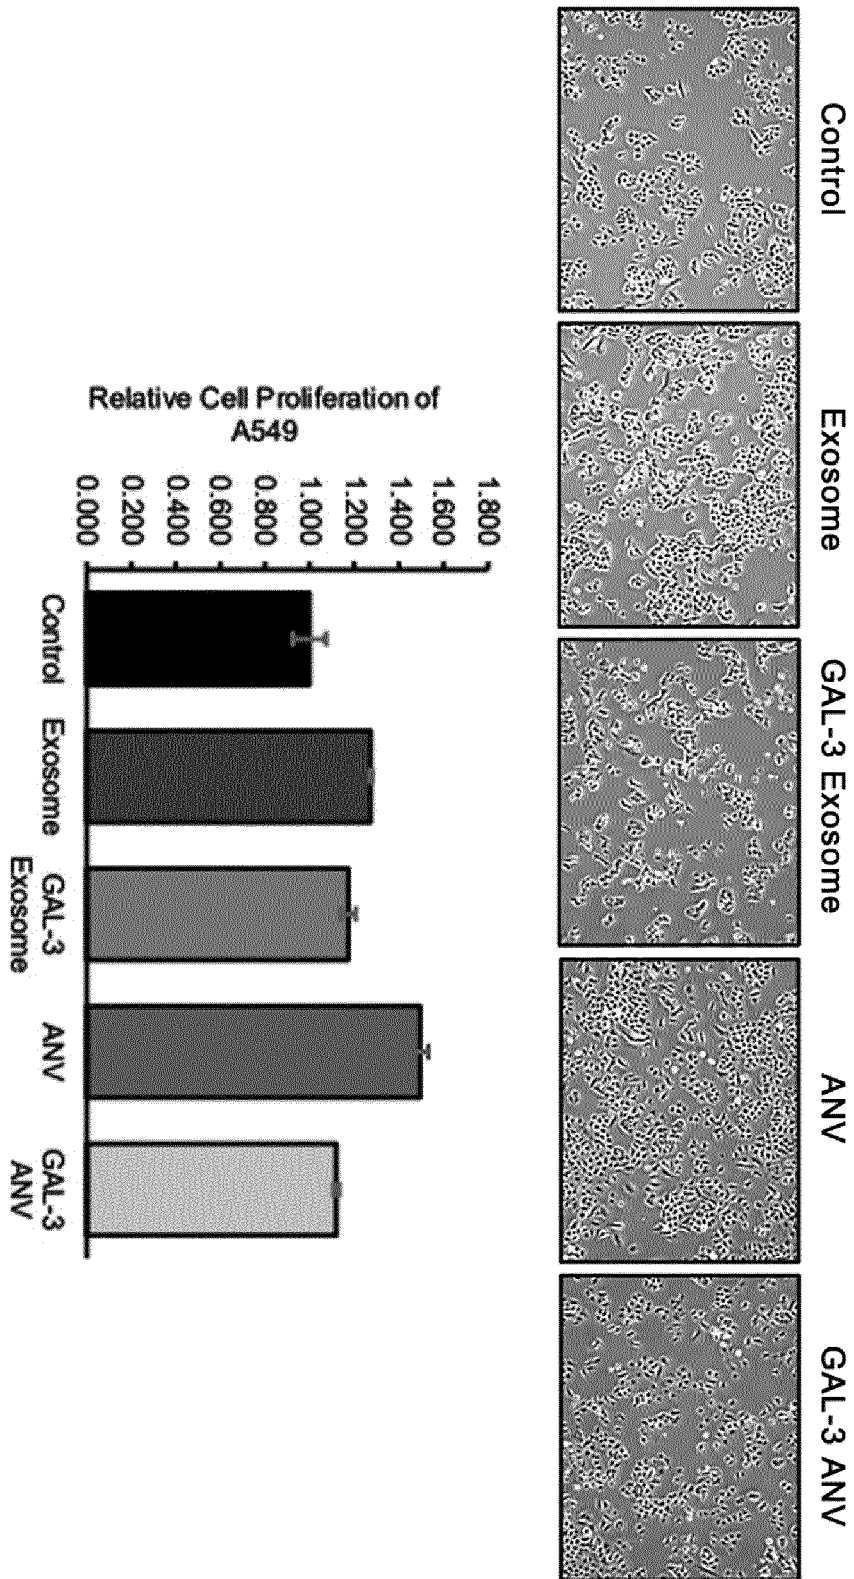 Control
Exosome
GAL-3 Exosome
ANV
GAL-3 ANV
Relative Cell Proliferation of
A549
1.800
1.600
1.400
1.200
1.000
0.800
0.600
0.400
0.200
0.000
Control
Exosome
GAL-3
Exosome
ANV
GAL-3
ANV